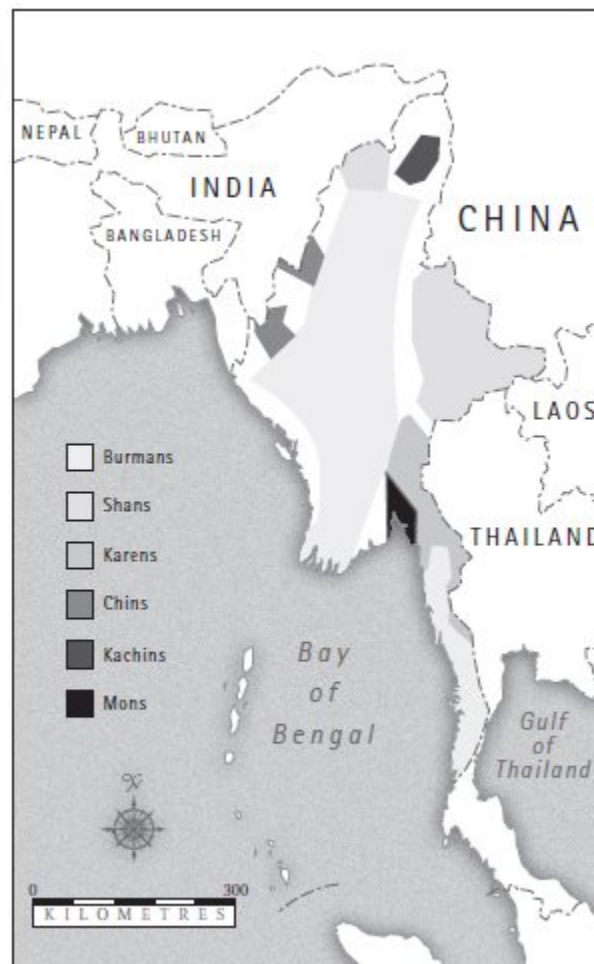 NEPAL
BHUTAN
INDIA
CHINA
BANGLADESH
LAOS
THAILAND
Burmans
Shans
Karens
Chins
Kachins
Mons
Bay
of
Bengal
Gulf
of
Thailand
N
0 300
KILOMETRES